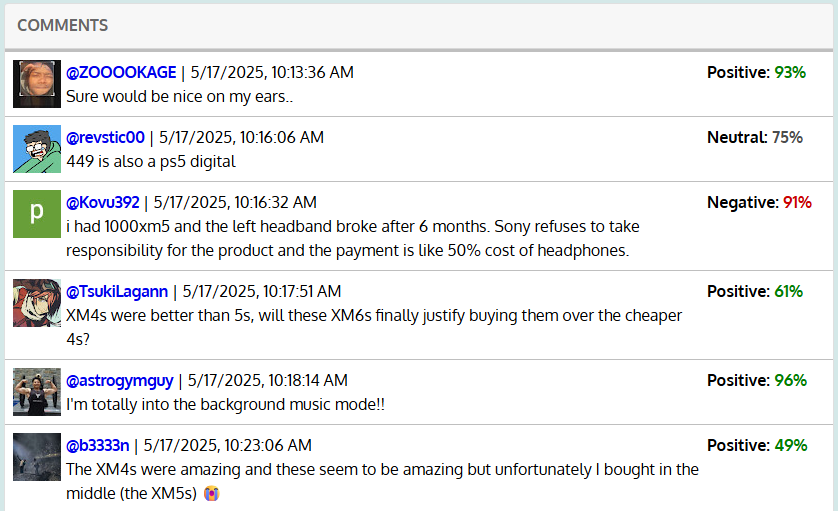 COMMENTS
@ZOOOOKAGE | 5/17/2025, 10:13:36 AM
Positive: 93%
Sure would be nice on my ears..
@revstic00 | 5/17/2025, 10:16:06 AM
Neutral: 75%
449 is also a ps5 digital
p
@Kovu392 | 5/17/2025, 10:16:32 AM
Negative: 91%
i had 1000xm5 and the left headband broke after 6 months. Sony refuses to take
responsibility for the product and the payment is like 50% cost of headphones.
@TsukiLagann | 5/17/2025, 10:17:51 AM
Positive: 61%
XM4s were better than 5s, will these XM6s finally justify buying them over the cheaper
4s?
@astrogymguy | 5/17/2025, 10:18:14 AM
Positive: 96%
I'm totally into the background music mode!!
@b3333n | 5/17/2025, 10:23:06 AM
Positive: 49%
The XM4s were amazing and these seem to be amazing but unfortunately I bought in the
middle (the XM5s) 😭